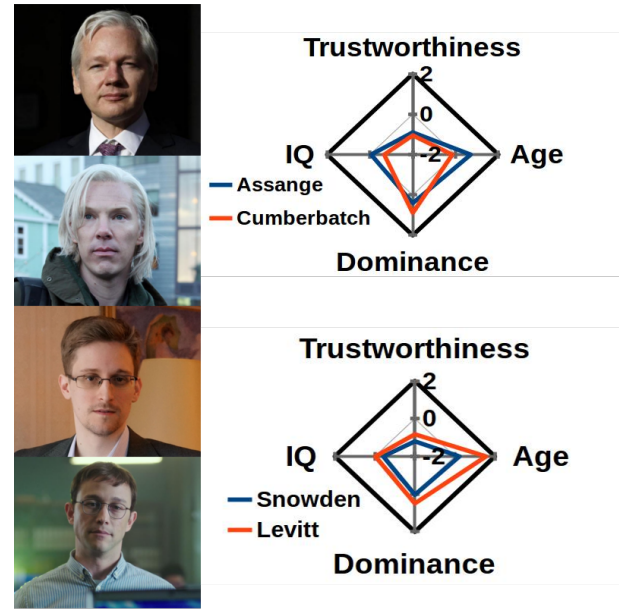 Trustworthiness
2
0
IQ -2 Age
Assange
Cumberbatch
Dominance
Trustworthiness
2
0
IQ -2 Age
Snowden
Levitt
Dominance